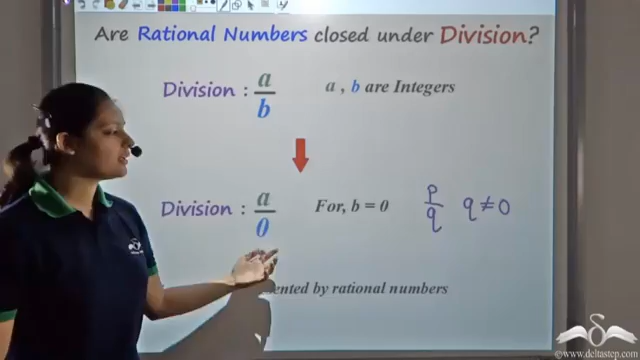 Are Rational Numbers closed under Division?
Division : a/b a , b are Integers
Division : a/0 For, b = 0 p/q q ≠ 0
by rational numbers
©www.deltastep.com